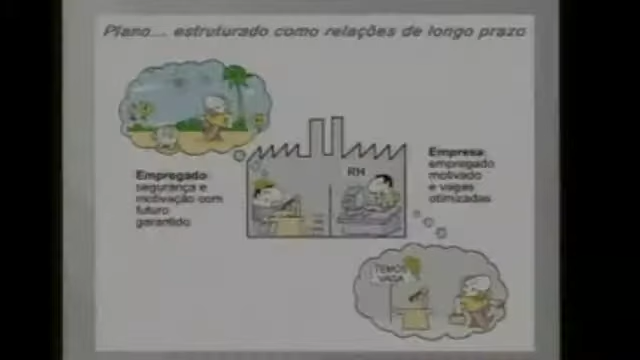 Plano... estruturado como relações de longo prazo
Empregado:
segurança e
motivação com
futuro
garantido
RH
Empresa:
empregado
motivado
e vagas
otimizadas
TEMOS
VAGA